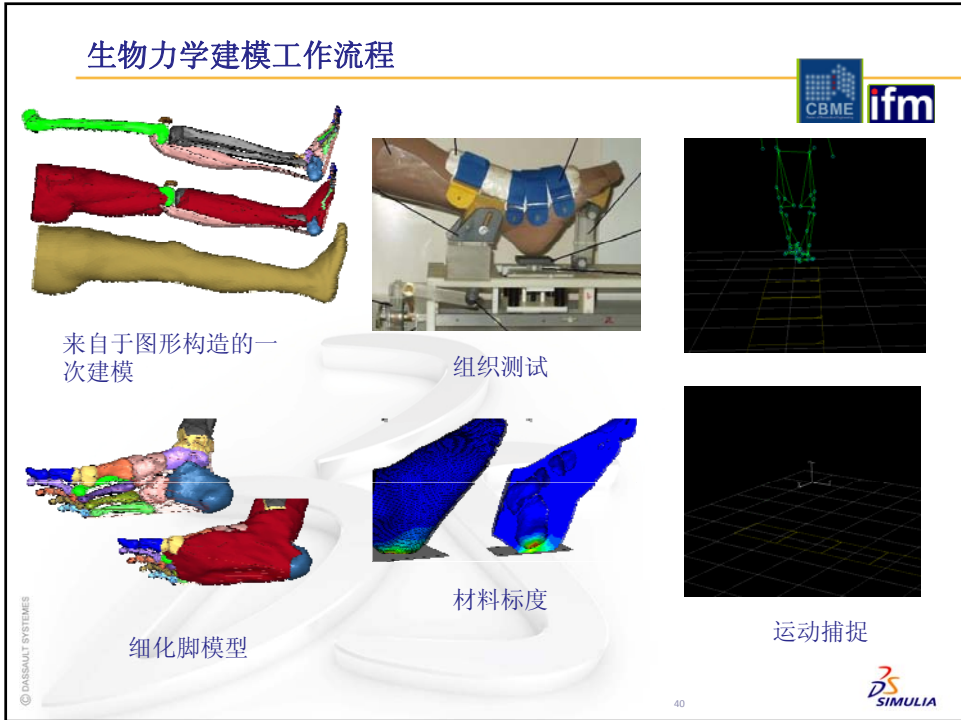 生物力学建模工作流程
CBME
ifm
来自于图形构造的一
次建模
组织测试
细化脚模型
材料标度
运动捕捉
© DASSAULT SYSTEMES
40
SIMULIA